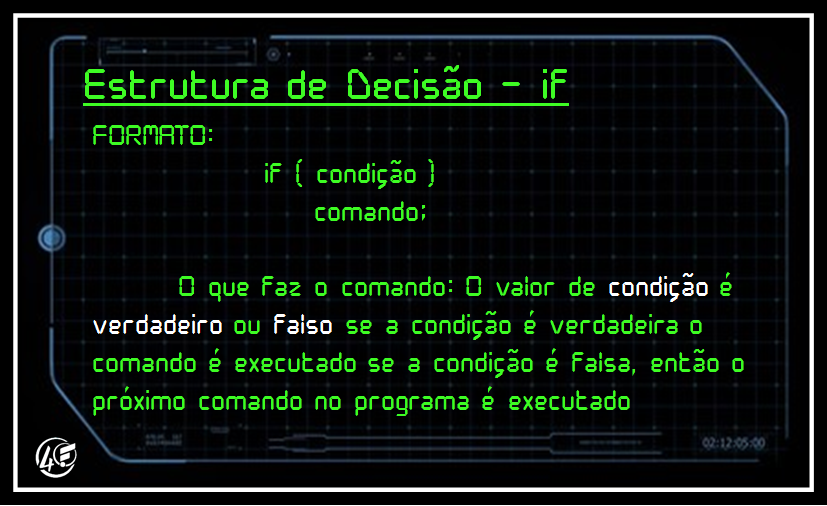 Estrutura de Decisão - if
FORMATO:
if ( condição )
comando;
O que faz o comando: O valor de condição é
verdadeiro ou falso se a condição é verdadeira o
comando é executado se a condição é falsa, então o
próximo comando no programa é executado
02:12:05:00